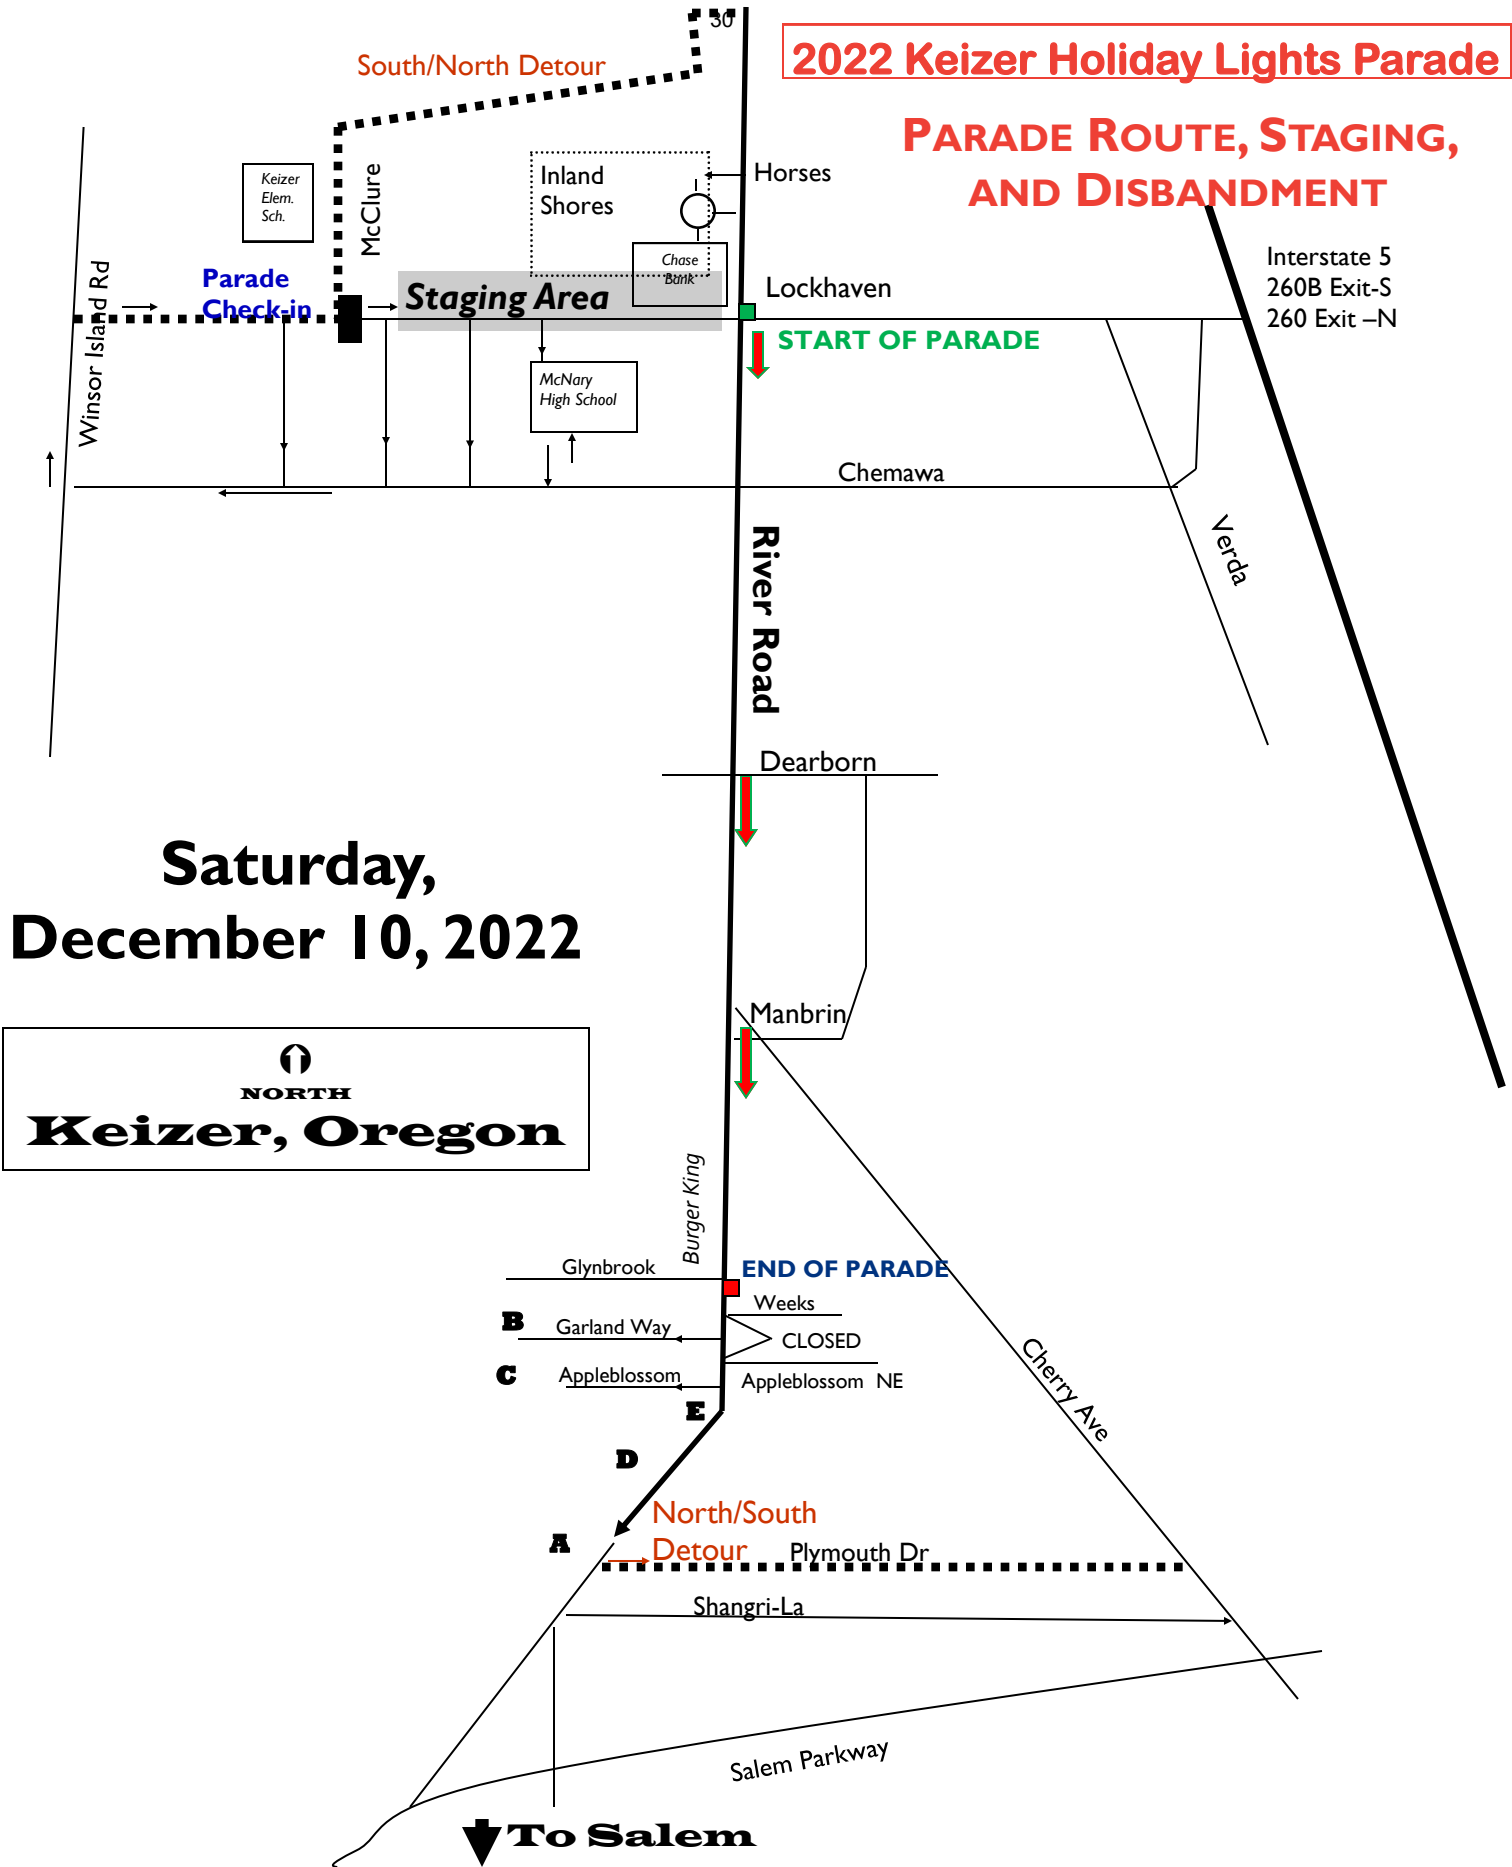 30
2022 Keizer Holiday Lights Parade
South/North Detour
PARADE ROUTE, STAGING,
AND DISBANDMENT
Keizer
Elem.
Sch.
McClure
Inland
Shores
Horses
Chase
Bank
Interstate 5
260B Exit-S
260 Exit –N
Winsor Island Rd
Parade
Check-in
Staging Area
Lockhaven
START OF PARADE
McNary
High School
Chemawa
Verda
River Road
Dearborn
Saturday,
December 10, 2022
Manbrin
NORTH
Keizer, Oregon
Burger King
Glynbrook
END OF PARADE
Weeks
B
Garland Way
CLOSED
C
Appleblossom
Appleblossom NE
E
Cherry Ave
D
North/South
Detour
A
Plymouth Dr
Shangri-La
Salem Parkway
To Salem